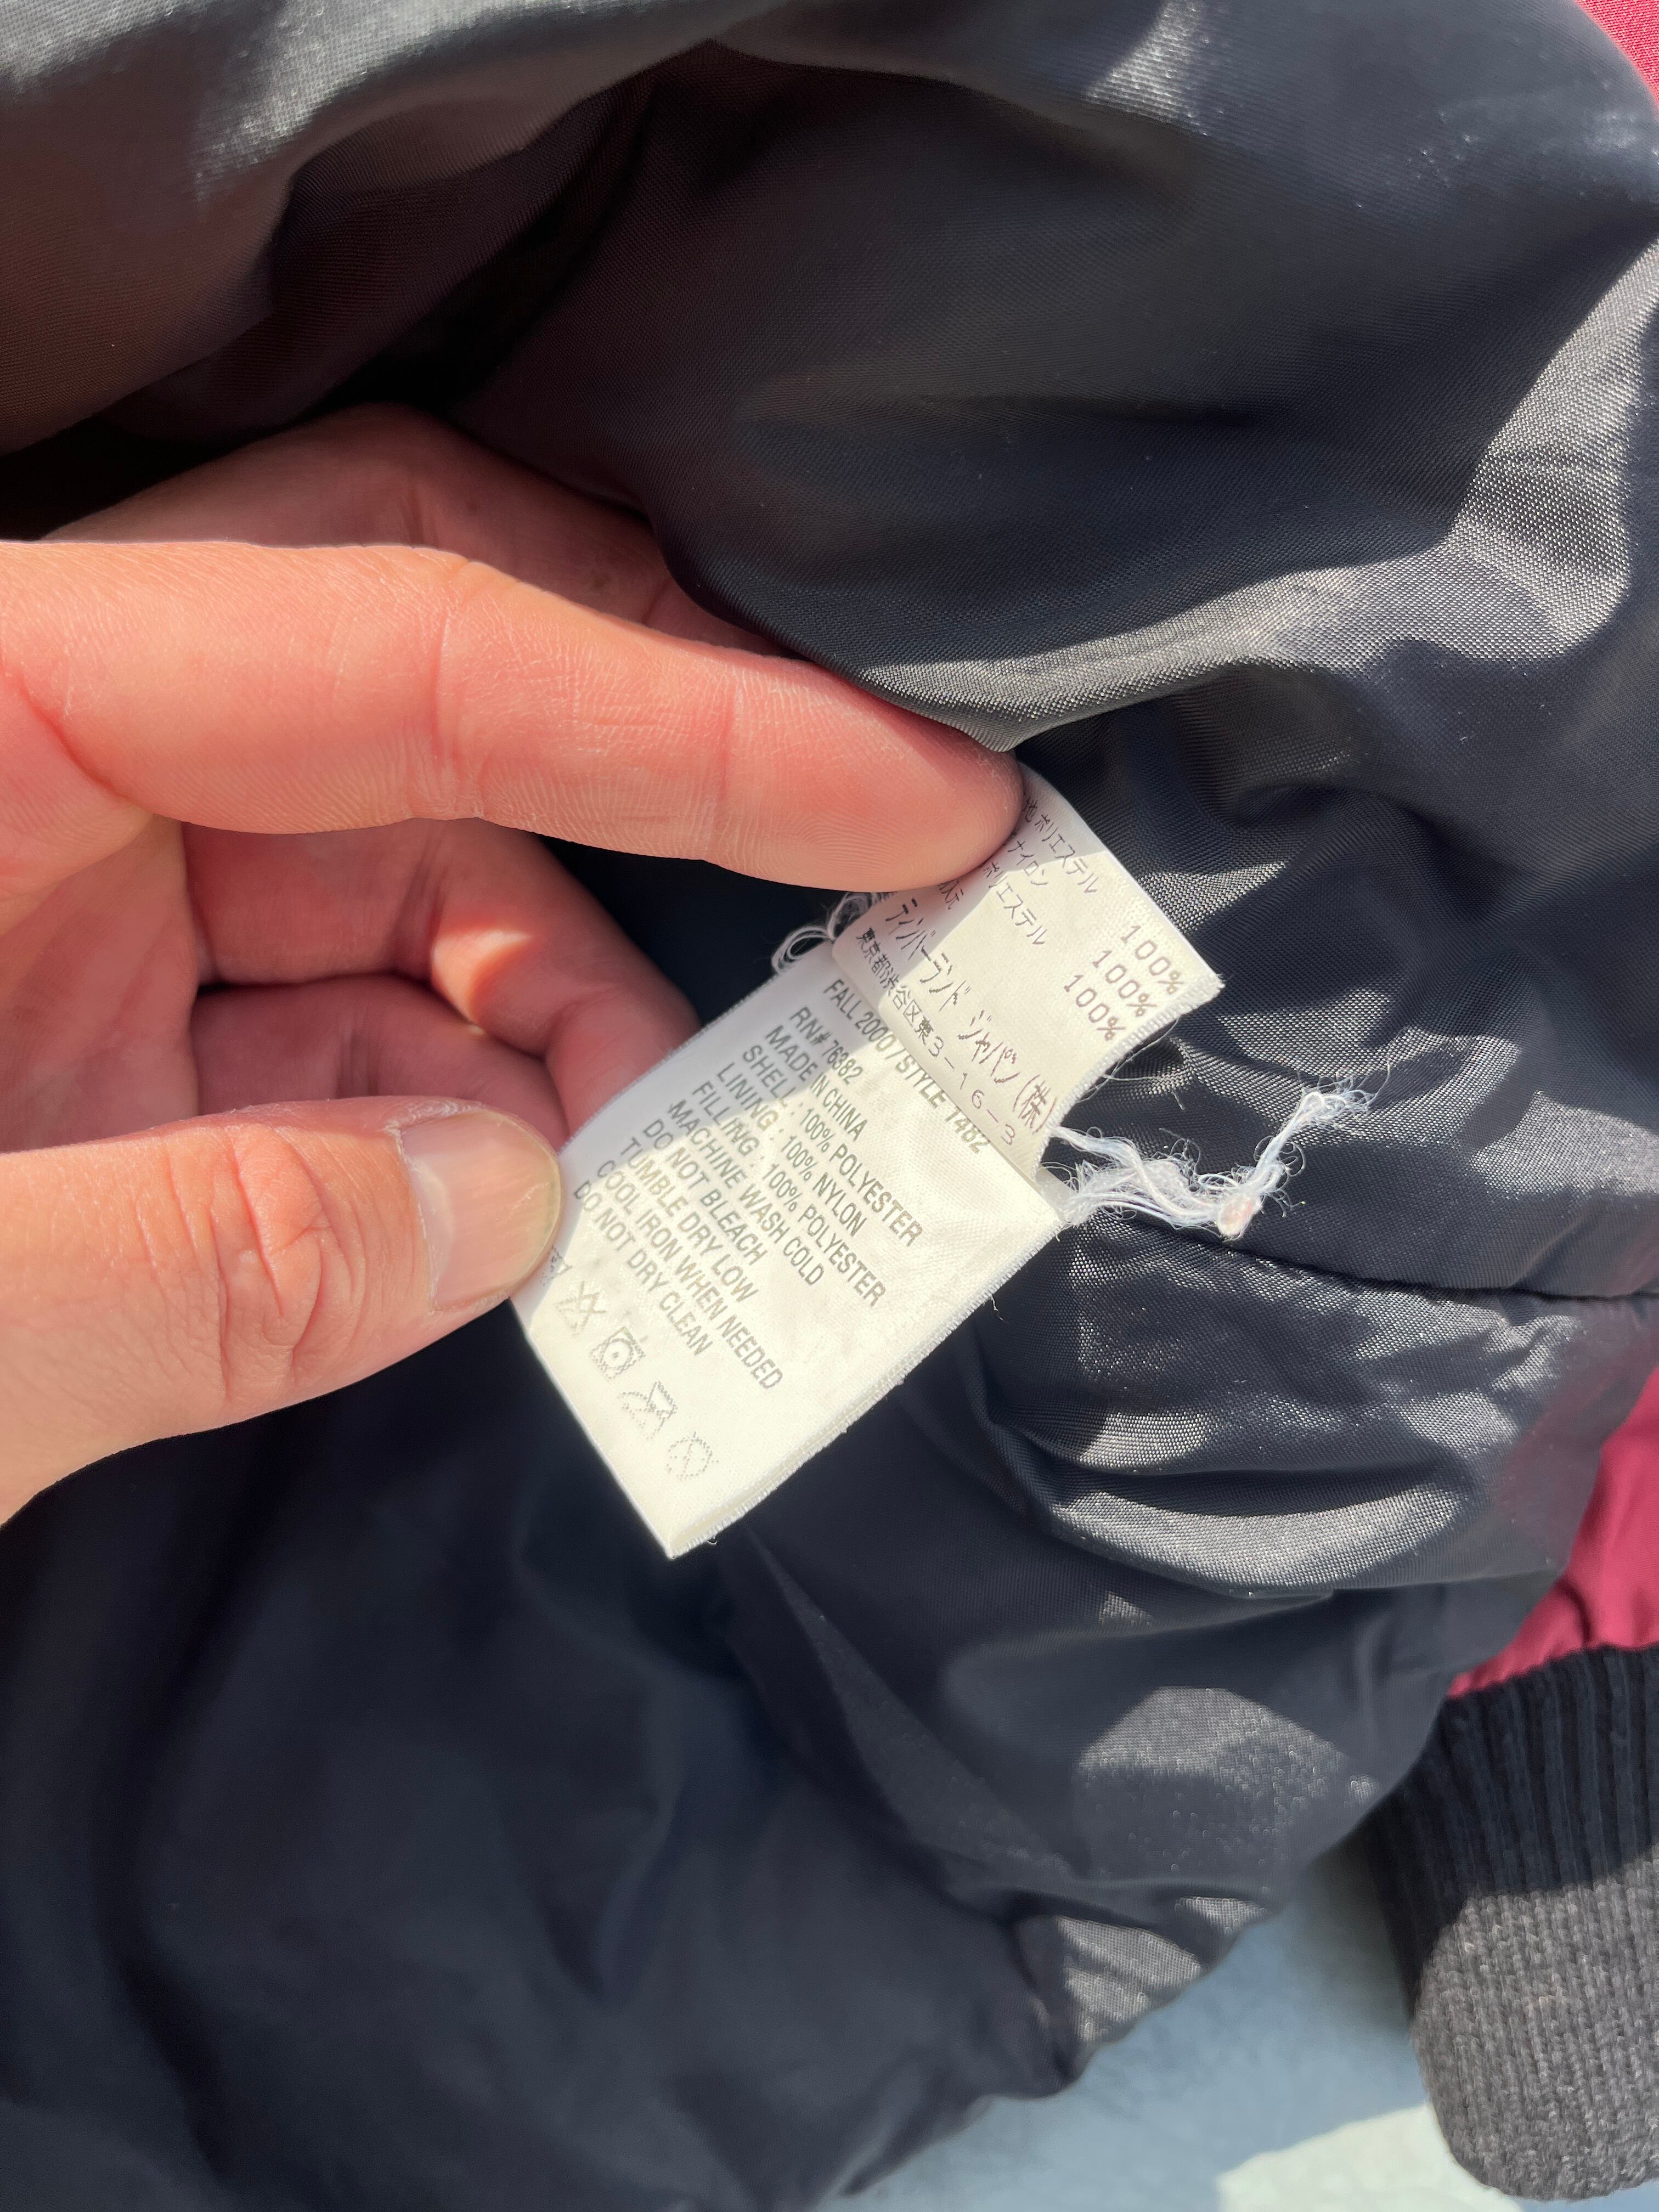 地 ポリエステル 100%
ナイロン 100%
ポリエステル 100%
ティンバーランド ジャパン (株)
東京都渋谷区東3-16-3
FALL 2000 / STYLE 1482
RN# 76382
MADE IN CHINA
SHELL : 100% POLYESTER
LINING : 100% NYLON
FILLING : 100% POLYESTER
MACHINE WASH COLD
DO NOT BLEACH
TUMBLE DRY LOW
COOL IRON WHEN NEEDED
DO NOT DRY CLEAN